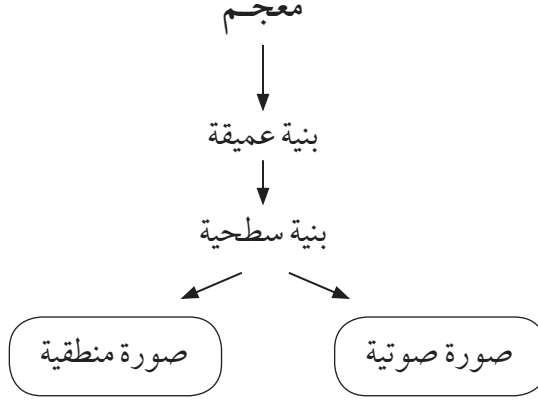 معجم
بنية عميقة
بنية سطحية
صورة صوتية
صورة منطقية